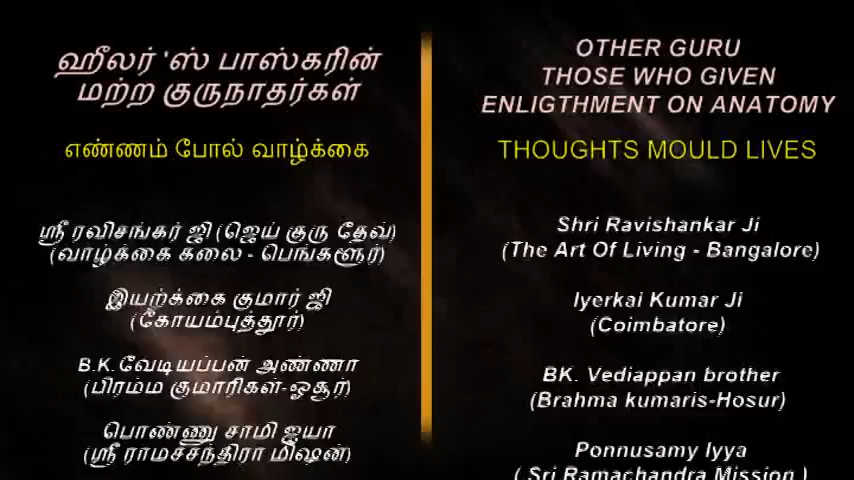 ஹீலர் 'ஸ் பாஸ்கரின்
மற்ற குருநாதர்கள்
எண்ணம் போல் வாழ்க்கை
ஸ்ரீ ரவிசங்கர் ஜி (ஜெய் குரு தேவ்)
(வாழ்க்கை கலை - பெங்களூர்)
இயற்க்கை குமார் ஜி
(கோயம்புத்தூர்)
B.K.வேடியப்பன் அண்ணா
(பிரம்ம குமாரிகள்-ஓசூர்)
பொண்ணு சாமி ஐயா
(ஸ்ரீ ராமச்சந்திரா மிஷன்)
OTHER GURU
THOSE WHO GIVEN
ENLIGTHMENT ON ANATOMY
THOUGHTS MOULD LIVES
Shri Ravishankar Ji
(The Art Of Living - Bangalore)
Iyerkai Kumar Ji
(Coimbatore)
BK. Vediappan brother
(Brahma kumaris-Hosur)
Ponnusamy Iyya
( Sri Ramachandra Mission )